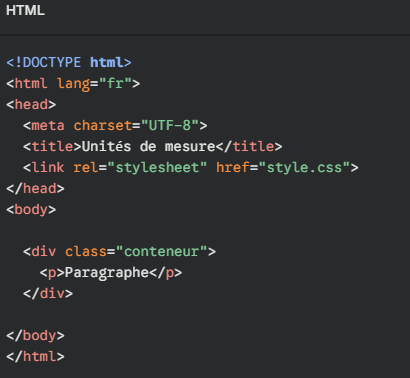 HTML
<!DOCTYPE html>
<html lang="fr">
<head>
  <meta charset="UTF-8">
  <title>Unités de mesure</title>
  <link rel="stylesheet" href="style.css">
</head>
<body>

  <div class="conteneur">
    <p>Paragraphe</p>
  </div>

</body>
</html>